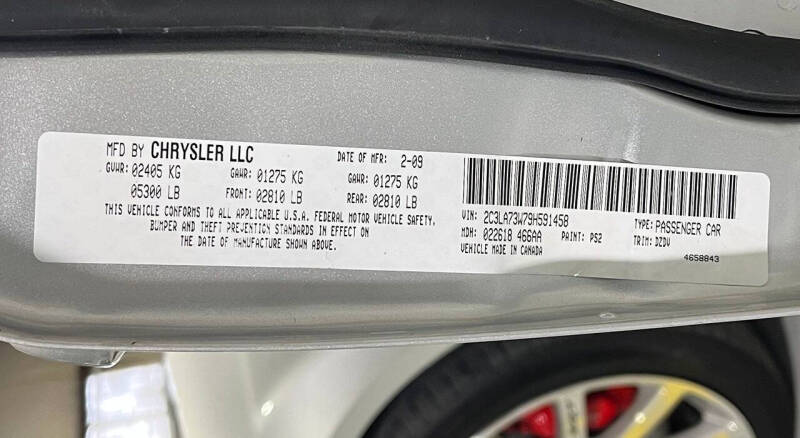 MFD BY CHRYSLER LLC DATE OF MFR: 2-09
GVWR: 02405 KG GAWR: 01275 KG GAWR: 01275 KG
05300 LB FRONT: 02810 LB REAR: 02810 LB
THIS VEHICLE CONFORMS TO ALL APPLICABLE U.S.A. FEDERAL MOTOR VEHICLE SAFETY,
BUMPER AND THEFT PREVENTION STANDARDS IN EFFECT ON
THE DATE OF MANUFACTURE SHOWN ABOVE.
VIN: 2C3LA73W79H591458 TYPE: PASSENGER CAR
MDH: 022618 466AA PAINT: PS2 TRIM: DZDV
VEHICLE MADE IN CANADA 4658843